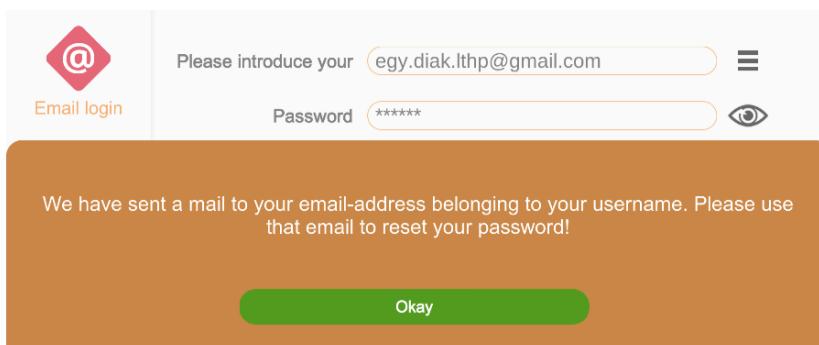 @
Email login
Please introduce your egy.diak.lthp@gmail.com
Password ******
We have sent a mail to your email-address belonging to your username. Please use
that email to reset your password!
Okay